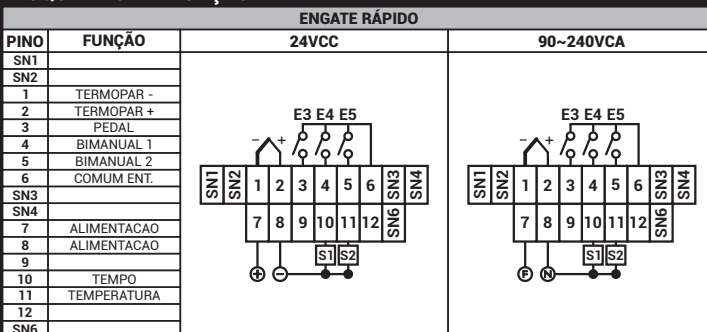 ENGATE RÁPIDO
PINO FUNÇÃO 24VCC 90~240VCA
SN1
SN2
1 TERMOPAR -
2 TERMOPAR +
3 PEDAL
4 BIMANUAL 1
5 BIMANUAL 2
6 COMUM ENT.
SN3
SN4
7 ALIMENTACAO
8 ALIMENTACAO
9
10 TEMPO
11 TEMPERATURA
12
SN6
E3 E4 E5
- +
SN1 SN2 1 2 3 4 5 6 SN3 SN4
7 8 9 10 11 12 SN6
S1 S2
+ -
E3 E4 E5
- +
SN1 SN2 1 2 3 4 5 6 SN3 SN4
7 8 9 10 11 12 SN6
S1 S2
F N